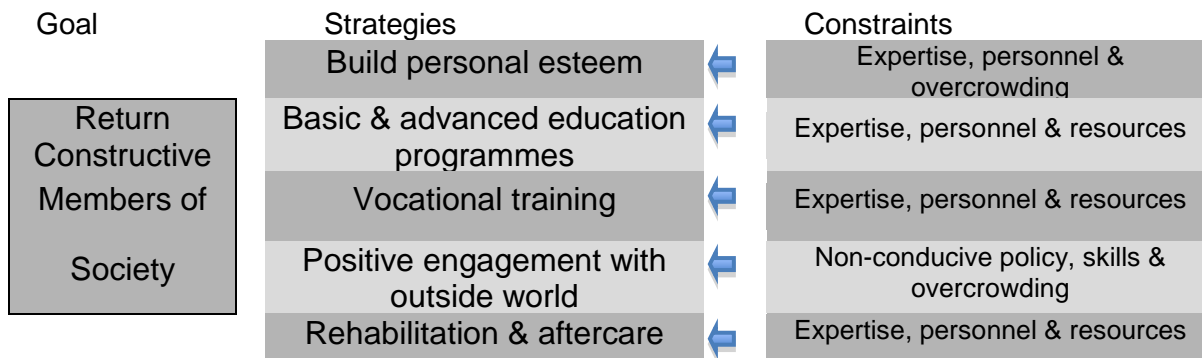 Goal
Strategies
Constraints
Build personal esteem
Expertise, personnel &
overcrowding
Return
Constructive
Members of
Society
Basic & advanced education
programmes
Expertise, personnel & resources
Vocational training
Expertise, personnel & resources
Positive engagement with
outside world
Non-conducive policy, skills &
overcrowding
Rehabilitation & aftercare
Expertise, personnel & resources